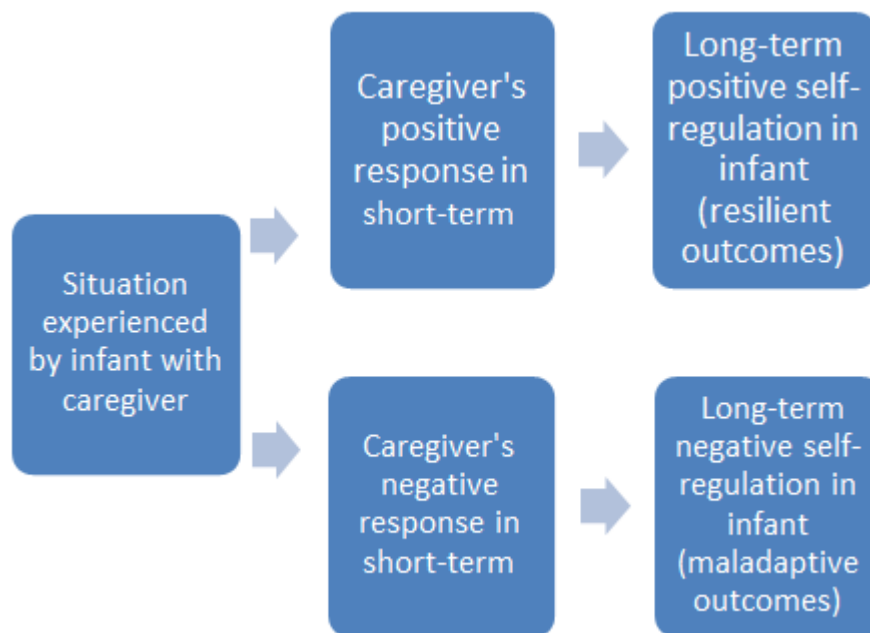 Situation
experienced
by infant with
caregiver
Caregiver's
positive
response in
short-term
Long-term
positive self-
regulation in
infant
(resilient
outcomes)
Caregiver's
negative
response in
short-term
Long-term
negative self-
regulation in
infant
(maladaptive
outcomes)